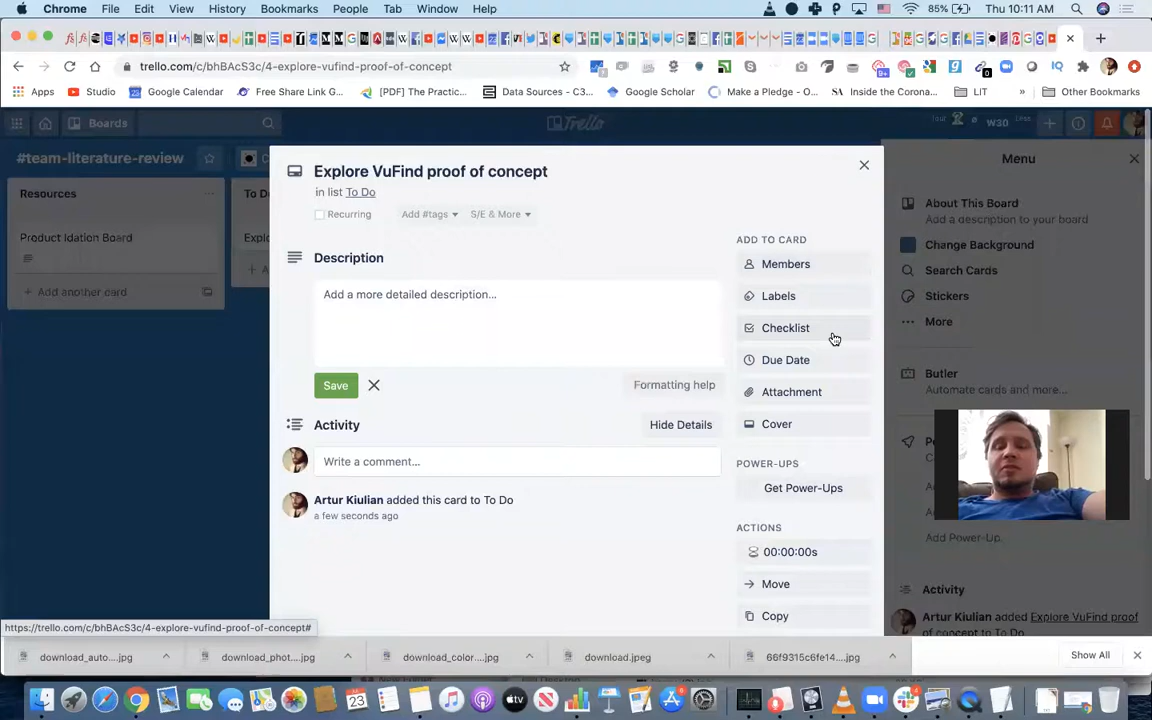 Chrome File Edit View History Bookmarks People Tab Window Help 85% Thu 10:11 AM
trello.com/c/bhBAcS3c/4-explore-vufind-proof-of-concept
Apps Studio Google Calendar Free Share Link G... [PDF] The Practic... Data Sources - C3... Google Scholar Make a Pledge - O... Inside the Corona... LIT » Other Bookmarks
Boards Trello W30
#team-literature-review
Resources
Product Idation Board
+ Add another card
To D
Explo
Explore VuFind proof of concept
in list To Do
Recurring Add #tags S/E & More
Description
Add a more detailed description...
Save Formatting help
Activity Hide Details
Write a comment...
Artur Kiulian added this card to To Do
a few seconds ago
ADD TO CARD
Members
Labels
Checklist
Due Date
Attachment
Cover
POWER-UPS
Get Power-Ups
ACTIONS
00:00:00s
Move
Copy
Menu
About This Board
Add a description to your board
Change Background
Search Cards
Stickers
More
Butler
Automate cards and more...
Add Power-Up.
Activity
Artur Kiulian added Explore VuFind proof
of concept to To Do
https://trello.com/c/bhBAcS3c/4-explore-vufind-proof-of-concept#
download_auto....jpg download_phot....jpg download_color....jpg download.jpeg 66f9315c6fe14....jpg Show All